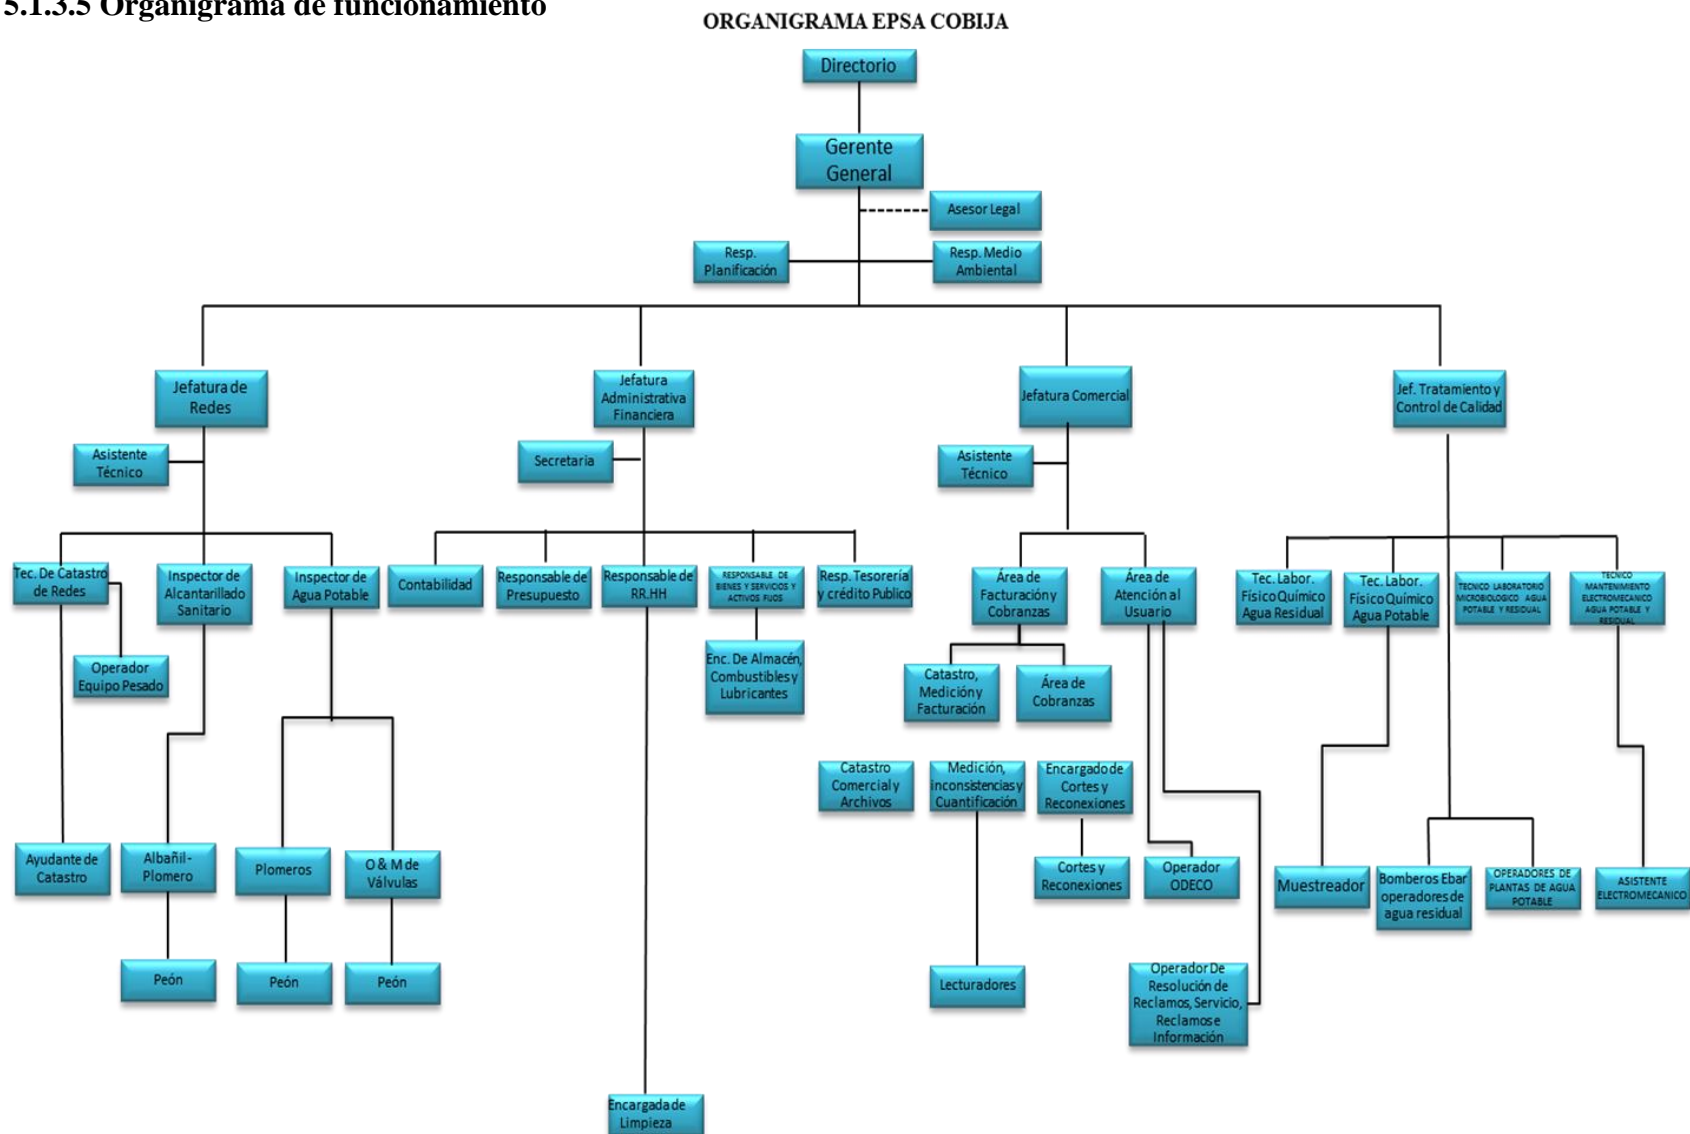 5.1.3.5 Organigrama de funcionamiento
ORGANIGRAMA EPSA COBIJA
Directorio
Gerente
General
Asesor Legal
Resp.
Planificación
Resp. Medio
Ambiental
Jefatura de
Redes
Jefatura
Administrativa
Financiera
Jefatura Comercial
Jef. Tratamiento y
Control de Calidad
Asistente
Técnico
Secretaria
Asistente
Técnico
Tec. De Catastro
de Redes
Inspector de
Alcantarillado
Sanitario
Inspector de
Agua Potable
Contabilidad
Responsable de
Presupuesto
Responsable de
RR.HH
RESPONSABLE DE
BIENES Y SERVICIOS Y
ACTIVOS FIJOS
Resp. Tesorería
y crédito Publico
Área de
Facturación y
Cobranzas
Área de
Atención al
Usuario
Tec. Labor.
Físico Químico
Agua Residual
Tec. Labor.
Físico Químico
Agua Potable
TECNICO LABORATORIO
MICROBIOLOGICO AGUA
POTABLE Y RESIDUAL
TECNICO
MANTENIMIENTO
ELECTROMECANICO
AGUA POTABLE Y
RESIDUAL
Operador
Equipo Pesado
Enc. De Almacén,
Combustibles y
Lubricantes
Catastro,
Medición y
Facturación
Área de
Cobranzas
Catastro
Comercial y
Archivos
Medición,
inconsistencias y
Cuantificación
Encargado de
Cortes y
Reconexiones
Ayudante de
Catastro
Albañil-
Plomero
Plomeros
O & M de
Válvulas
Cortes y
Reconexiones
Operador
ODECO
Muestreador
Bomberos Ebar
operadores de
agua residual
OPERADORES DE
PLANTAS DE AGUA
POTABLE
ASISTENTE
ELECTROMECANICO
Peón
Peón
Peón
Lecturadores
Operador De
Resolución de
Reclamos, Servicio,
Reclamos e
Información
Encargada de
Limpieza